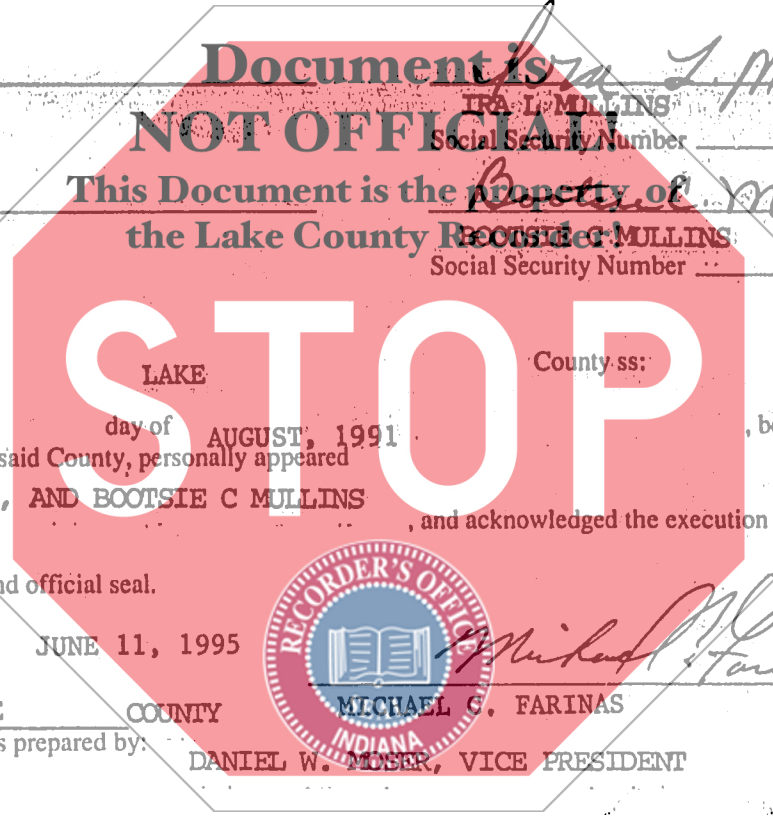 Document is
NOT OFFICIAL!
This Document is the property of
the Lake County Recorder!
IRA L MULLINS
Social Security Number
BOOTSIE C MULLINS
Social Security Number
STOP
LAKE County ss:
day of AUGUST, 1991
said County, personally appeared
, AND BOOTSIE C MULLINS
, and acknowledged the execution
official seal.
RECORDER'S OFFICE
JUNE 11, 1995
MICHAEL G. FARINAS
COUNTY
INDIANA
prepared by:
DANIEL W. MOSER, VICE PRESIDENT